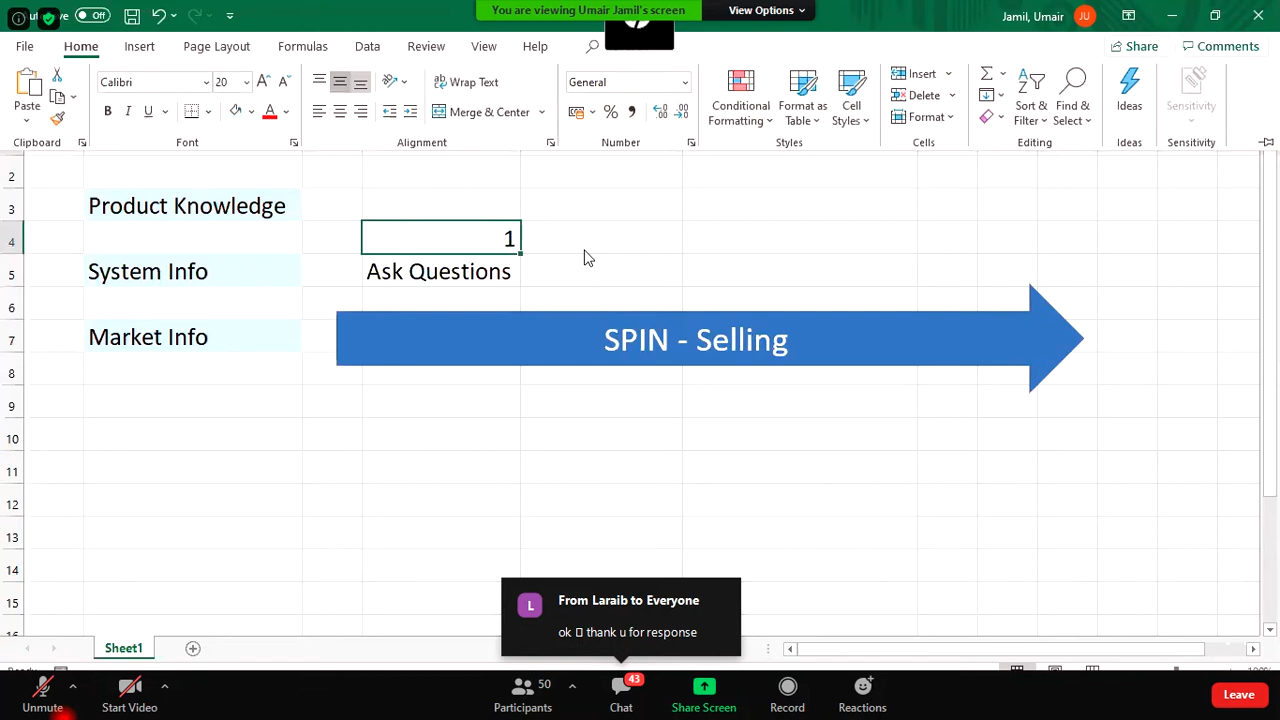 Off
You are viewing Umair Jamil's screen
View Options
Jamil, Umair
JU
File
Home
Insert
Page Layout
Formulas
Data
Review
View
Help
Share
Comments
Paste
Calibri
20
Wrap Text
Merge & Center
General
Conditional Formatting
Format as Table
Cell Styles
Insert
Delete
Format
Sort & Filter
Find & Select
Ideas
Sensitivity
Clipboard
Font
Alignment
Number
Styles
Cells
Editing
Ideas
Sensitivity
2
3 Product Knowledge
4 1
5 System Info Ask Questions
6
7 Market Info SPIN - Selling
8
9
10
11
12
13
14
15
From Laraib to Everyone
L
ok thank u for response
Sheet1
Unmute
Start Video
50
Participants
43
Chat
Share Screen
Record
Reactions
Leave